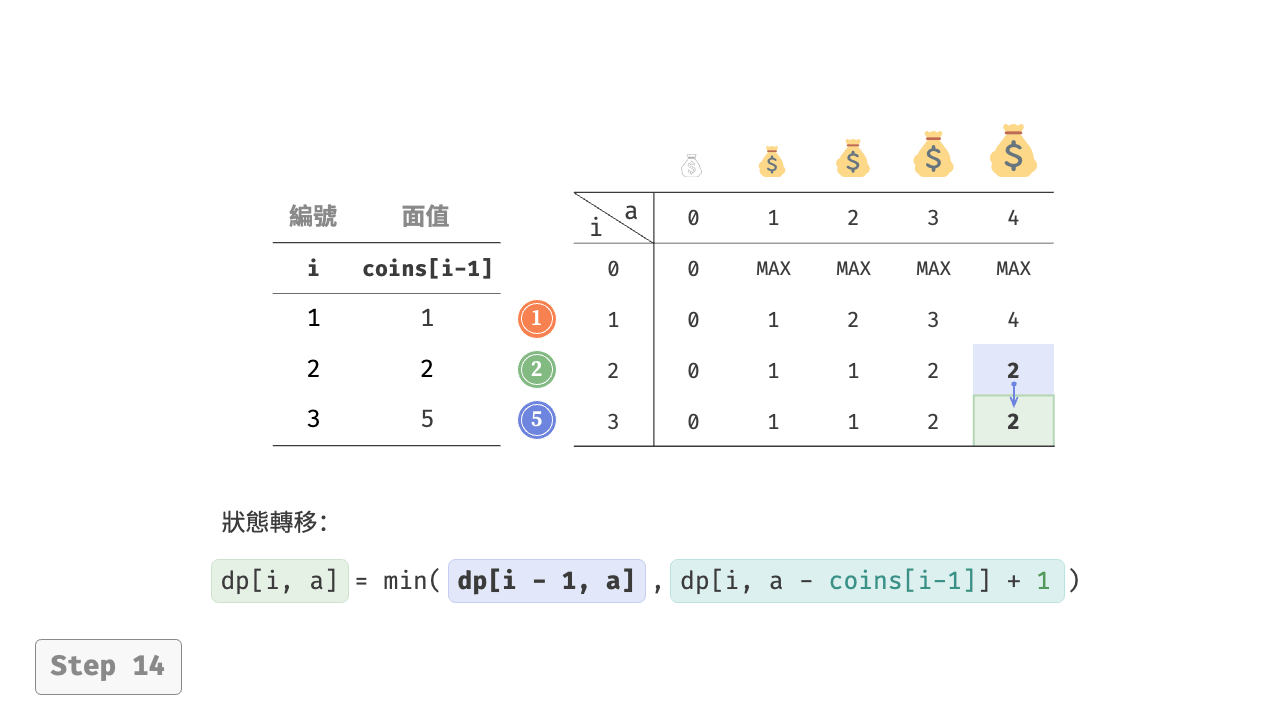 編號 面值
i coins[i-1]
1 1
2 2
3 5
1
2
5
$ $ $ $ $
i a 0 1 2 3 4
0 0 MAX MAX MAX MAX
1 0 1 2 3 4
2 0 1 1 2 2
3 0 1 1 2 2
狀態轉移：
dp[i, a] = min( dp[i - 1, a] , dp[i, a - coins[i-1]] + 1 )
Step 14